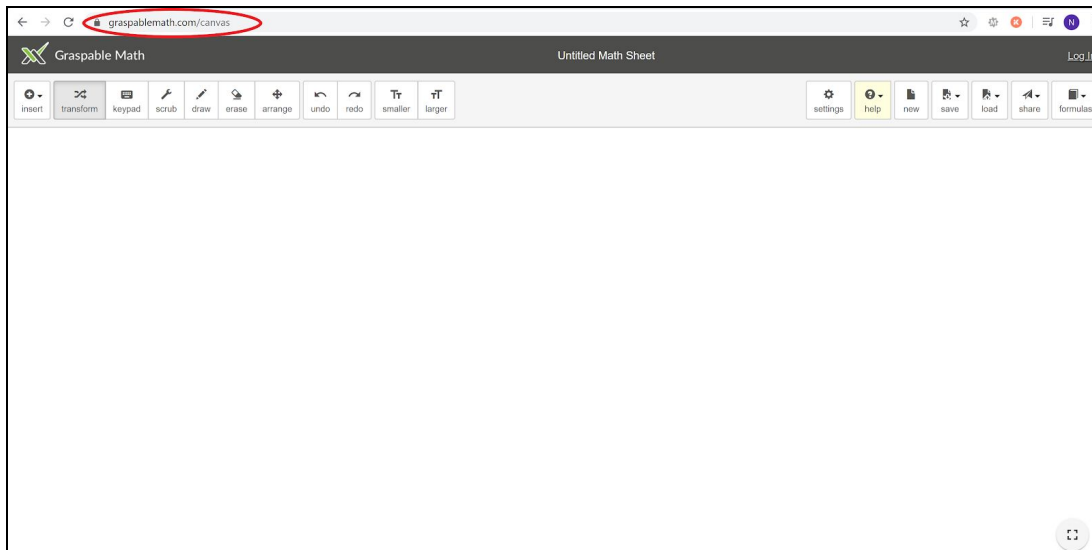 graspablemath.com/canvas
N
Graspable Math
Untitled Math Sheet
Log In
insert transform keypad scrub draw erase arrange undo redo smaller larger settings help new save load share formulas